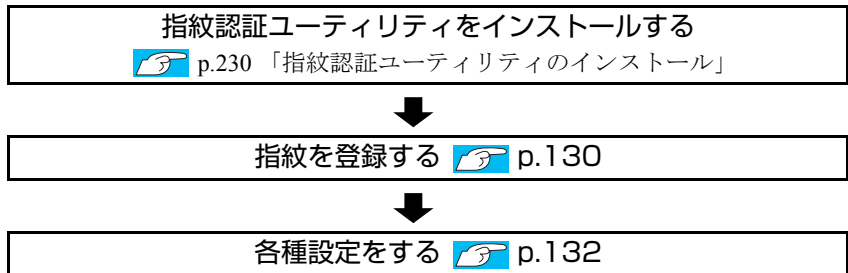 指紋認証ユーティリティをインストールする
p.230 「指紋認証ユーティリティのインストール」
指紋を登録する p.130
各種設定をする p.132